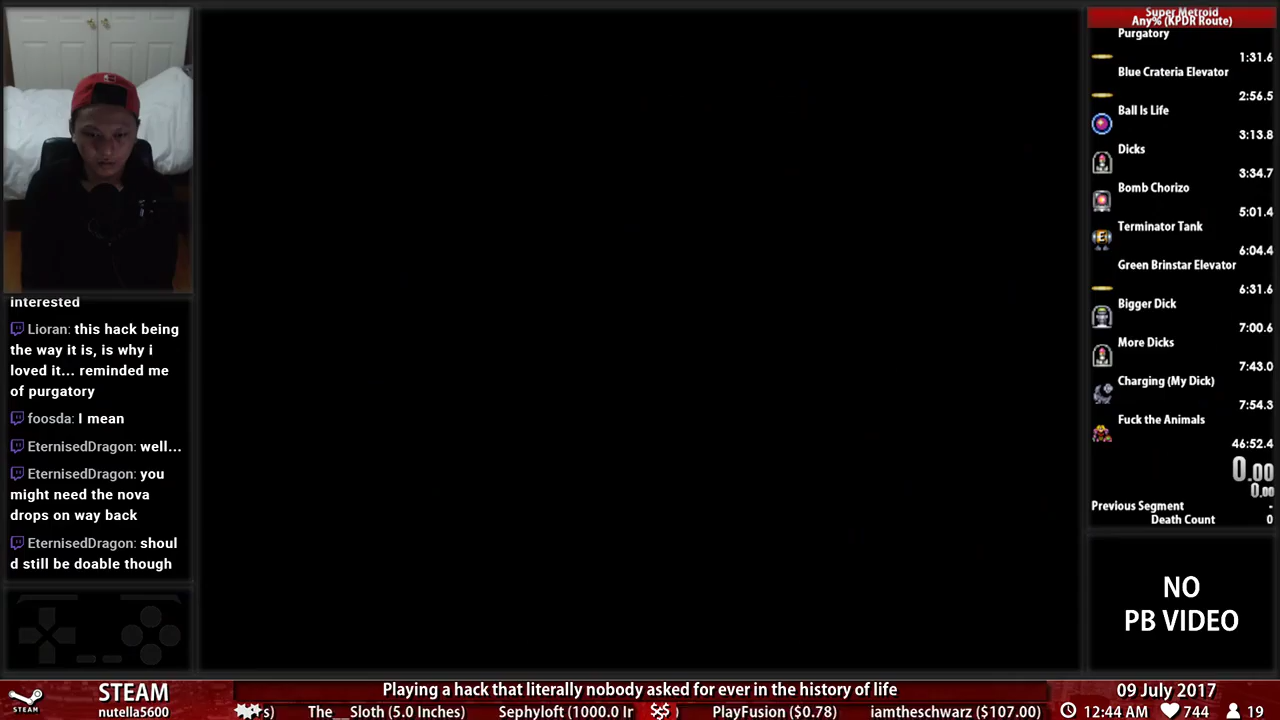 interested
Lioran: this hack being
the way it is, is why i
loved it... reminded me
of purgatory
foosda: I mean
EternisedDragon: well...
EternisedDragon: you
might need the nova
drops on way back
EternisedDragon: shoul
d still be doable though
Super Metroid
Any% (KPDR Route)
Purgatory
1:31.6
Blue Crateria Elevator
2:56.5
Ball Is Life
3:13.8
Dicks
3:34.7
Bomb Chorizo
5:01.4
Terminator Tank
6:04.4
Green Brinstar Elevator
6:31.6
Bigger Dick
7:00.6
More Dicks
7:43.0
Charging (My Dick)
7:54.3
Fuck the Animals
46:52.4
0.00
0.00
Previous Segment -
Death Count 0
NO
PB VIDEO
STEAM
STEAM
nutella5600
Playing a hack that literally nobody asked for ever in the history of life
s) The__Sloth (5.0 Inches) Sephyloft (1000.0 Ir $$ ) PlayFusion ($0.78) iamtheschwarz ($107.00)
09 July 2017
12:44 AM 744 19